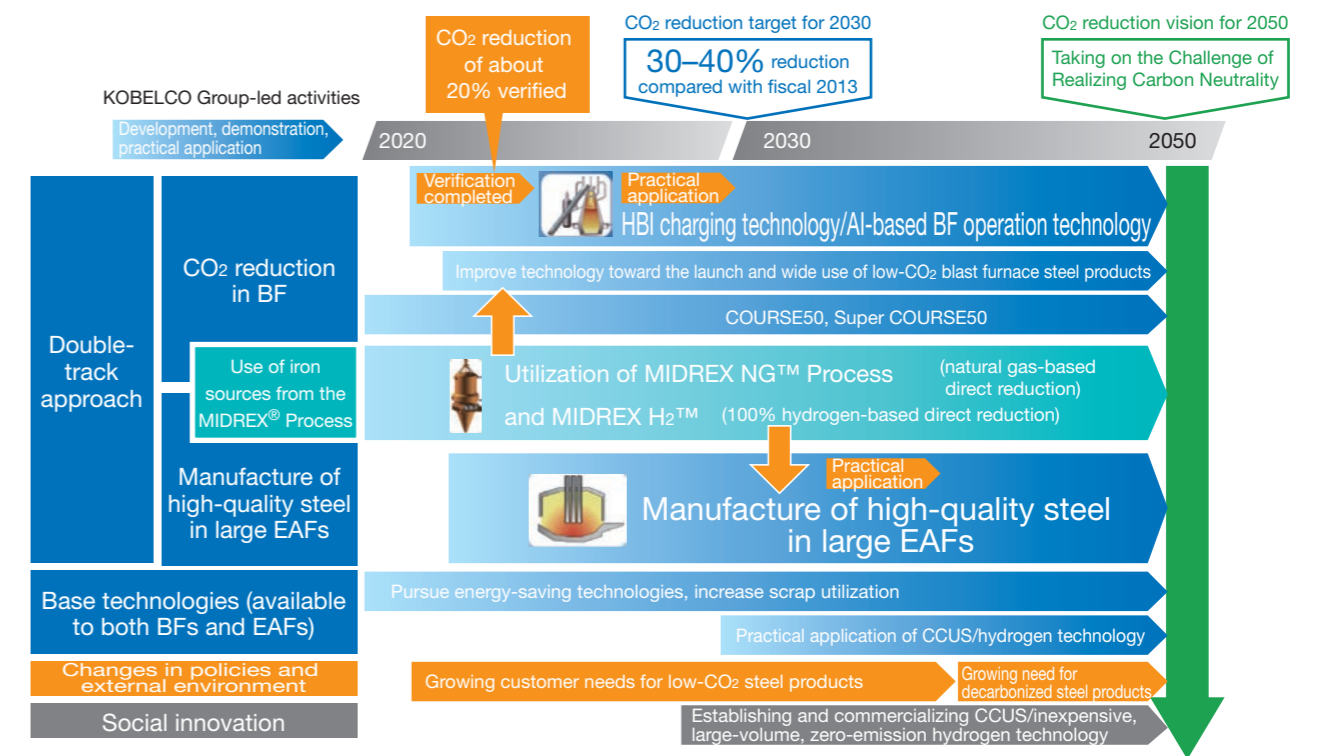 CO2 reduction
of about
20% verified
CO2 reduction target for 2030
30–40% reduction
compared with fiscal 2013
CO2 reduction vision for 2050
Taking on the Challenge of
Realizing Carbon Neutrality
KOBELCO Group-led activities
Development, demonstration,
practical application
2020
2030
2050
Double-
track
approach
CO2 reduction
in BF
Verification
completed
Practical
application
HBI charging technology/AI-based BF operation technology
Improve technology toward the launch and wide use of low-CO2 blast furnace steel products
COURSE50, Super COURSE50
Use of iron
sources from the
MIDREX® Process
Utilization of MIDREX NG™ Process
(natural gas-based
direct reduction)
and MIDREX H2™ (100% hydrogen-based direct reduction)
Manufacture of
high-quality steel
in large EAFs
Practical
application
Manufacture of high-quality steel
in large EAFs
Base technologies (available
to both BFs and EAFs)
Pursue energy-saving technologies, increase scrap utilization
Practical application of CCUS/hydrogen technology
Changes in policies and
external environment
Growing customer needs for low-CO2 steel products
Growing need for
decarbonized steel products
Social innovation
Establishing and commercializing CCUS/inexpensive,
large-volume, zero-emission hydrogen technology